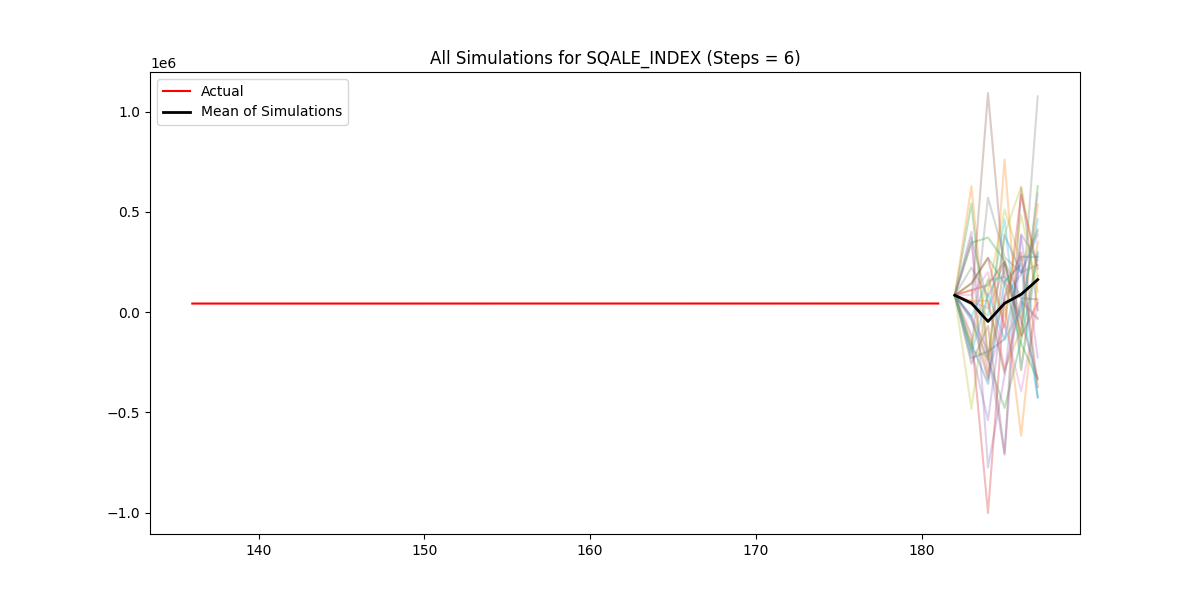 All Simulations for SQALE_INDEX (Steps = 6)
1e6
Actual
Mean of Simulations
1.0
0.5
0.0
−0.5
−1.0
140 150 160 170 180